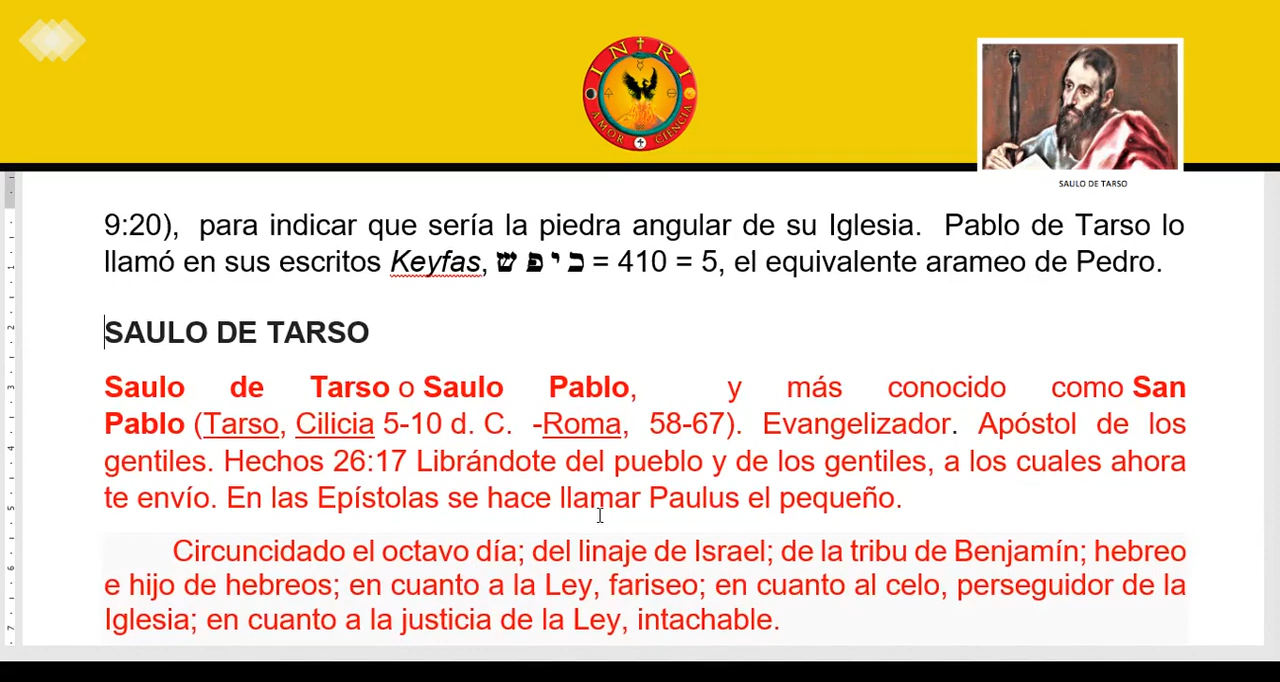 INRI
AMOR CIENCIA
SAULO DE TARSO
9:20), para indicar que sería la piedra angular de su Iglesia. Pablo de Tarso lo
llamó en sus escritos Keyfas, כ י פ ש = 410 = 5, el equivalente arameo de Pedro.
SAULO DE TARSO
Saulo de Tarso o Saulo Pablo, y más conocido como San
Pablo (Tarso, Cilicia 5-10 d. C. -Roma, 58-67). Evangelizador. Apóstol de los
gentiles. Hechos 26:17 Librándote del pueblo y de los gentiles, a los cuales ahora
te envío. En las Epístolas se hace llamar Paulus el pequeño.
Circuncidado el octavo día; del linaje de Israel; de la tribu de Benjamín; hebreo
e hijo de hebreos; en cuanto a la Ley, fariseo; en cuanto al celo, perseguidor de la
Iglesia; en cuanto a la justicia de la Ley, intachable.